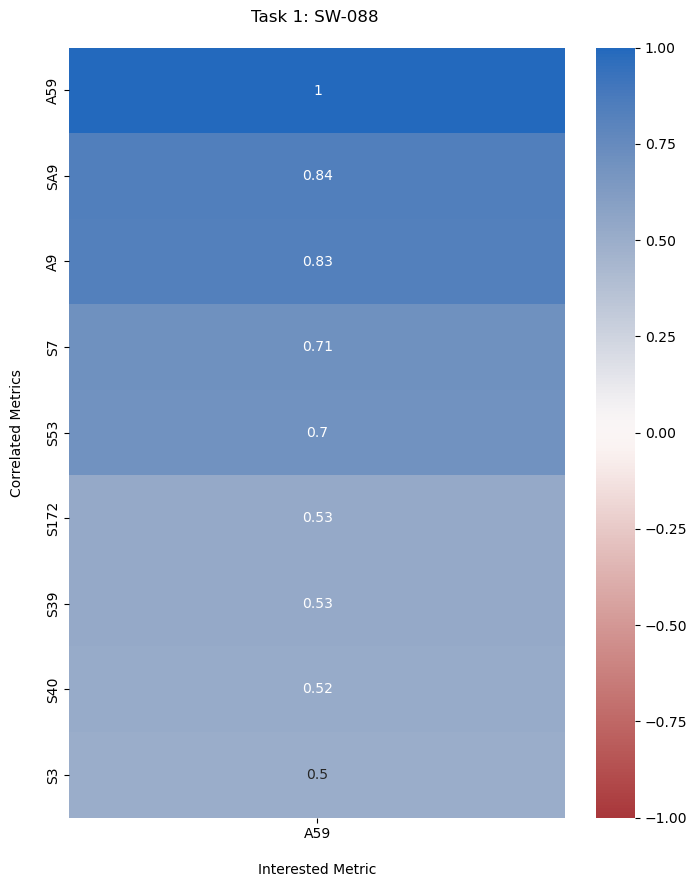 Task 1: SW-088
Correlated Metrics
A59
SA9
A9
S7
S53
S172
S39
S40
S3
1
0.84
0.83
0.71
0.7
0.53
0.53
0.52
0.5
A59
Interested Metric
1.00
0.75
0.50
0.25
0.00
−0.25
−0.50
−0.75
−1.00